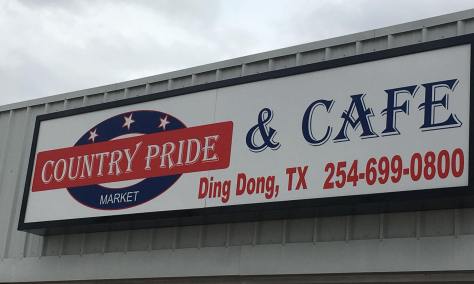 COUNTRY PRIDE
MARKET
& CAFE
Ding Dong, TX 254-699-0800